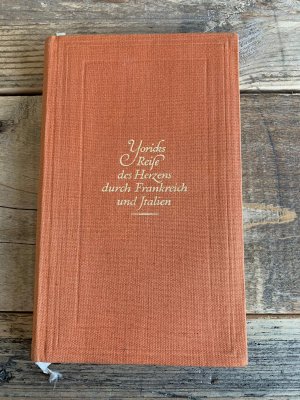 Yoricks
Reise
des Herzens
durch Frankreich
und Italien